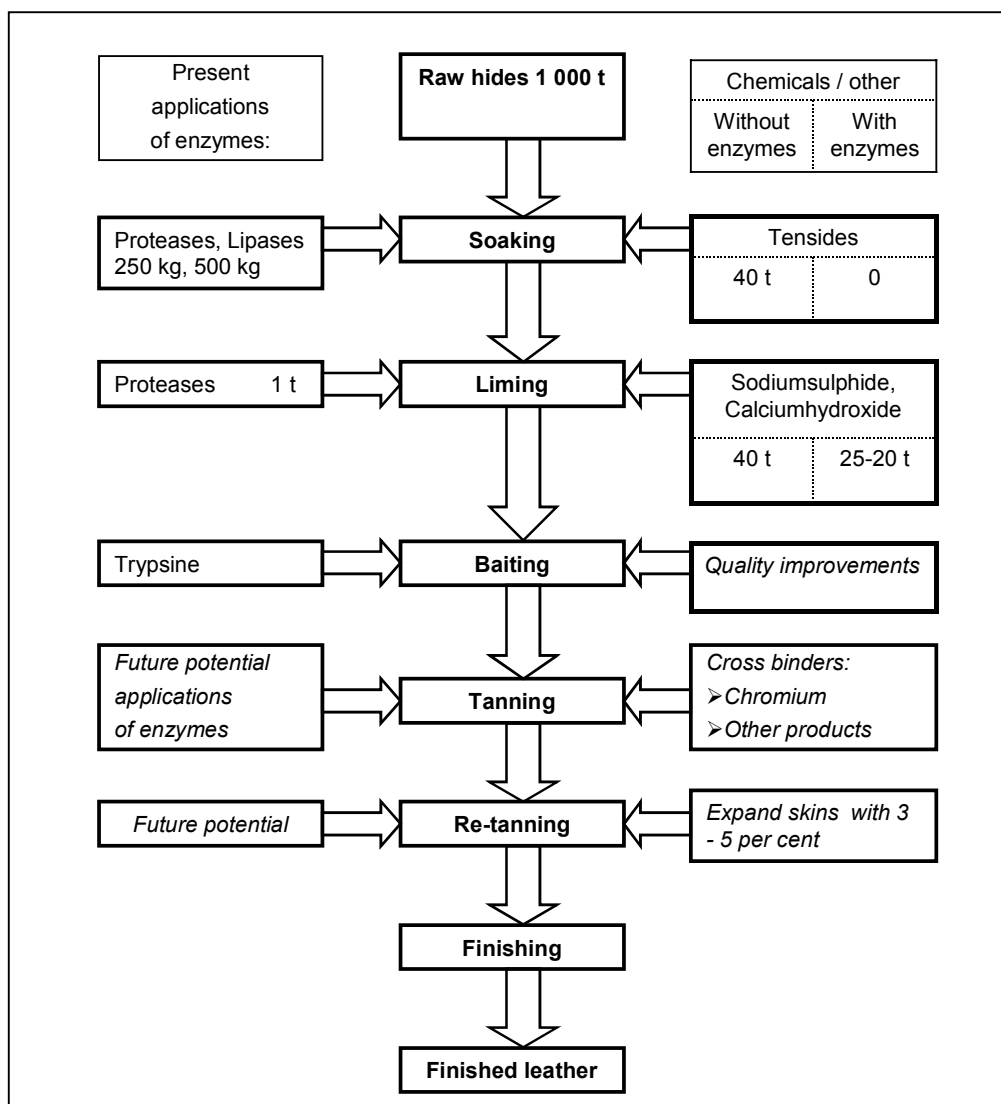 Present
applications
of enzymes:
Raw hides 1 000 t
Chemicals / other
Without
enzymes
With
enzymes
Proteases, Lipases
250 kg, 500 kg
Soaking
Tensides
40 t
0
Proteases 1 t
Liming
Sodiumsulphide,
Calciumhydroxide
40 t
25-20 t
Trypsine
Baiting
Quality improvements
Future potential
applications
of enzymes
Tanning
Cross binders:
➢Chromium
➢Other products
Future potential
Re-tanning
Expand skins with 3
- 5 per cent
Finishing
Finished leather